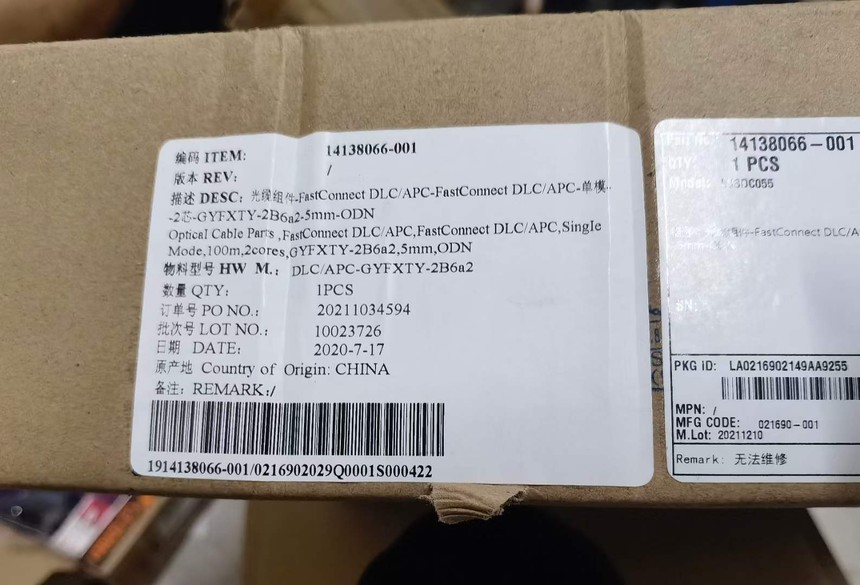 编码 ITEM: 14138066-001
版本 REV: /
描述 DESC: 光缆组件-FastConnect DLC/APC-FastConnect DLC/APC-单模-
-2芯-GYFXTY-2B6a2-5mm-ODN
Optical Cable Parts ,FastConnect DLC/APC,FastConnect DLC/APC,Single
Mode,100m,2cores,GYFXTY-2B6a2,5mm,ODN
物料型号 HW M.: DLC/APC-GYFXTY-2B6a2
数量 QTY: 1PCS
订单号 PO NO.: 20211034594
批次号 LOT NO.: 10023726
日期 DATE: 2020-7-17
原产地 Country of Origin: CHINA
备注: REMARK:/
1914138066-001/0216902029Q0001S000422
14138066-001
QTY: 1 PCS
Model:
-FastConnect DLC/A
SN:
PKG ID: LA0216902149AA9255
MPN: /
MFG CODE: 021690-001
M.Lot: 20211210
Remark: 无法维修